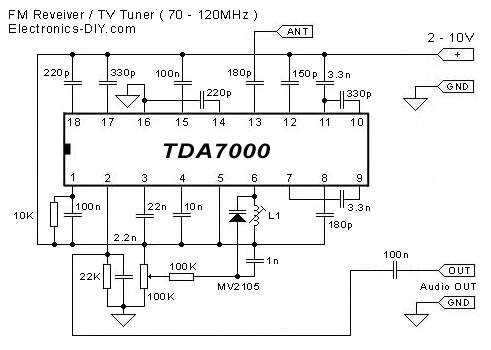 FM Reveiver / TV Tuner ( 70 - 120MHz )
Electronics-DIY.com
ANT
2 - 10V
+
220p
330p
100n
180p
150p
3.3n
GND
220p
330p
18 17 16 15 14 13 12 11 10
TDA7000
1 2 3 4 5 6 7 8 9
10K
100n
22n
10n
L1
3.3n
180p
2.2n
22K
100K
1n
100n
OUT
100K
MV2105
Audio OUT
GND